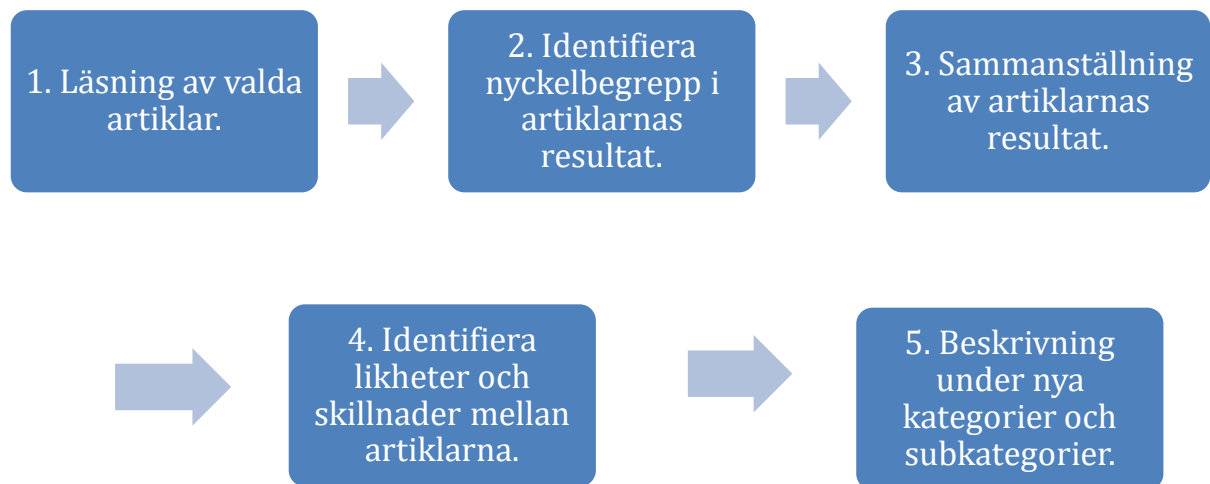 1. Läsning av valda
artiklar.
2. Identifiera
nyckelbegrepp i
artiklarnas
resultat.
3. Sammanställning
av artiklarnas
resultat.
4. Identifiera
likheter och
skillnader mellan
artiklarna.
5. Beskrivning
under nya
kategorier och
subkategorier.